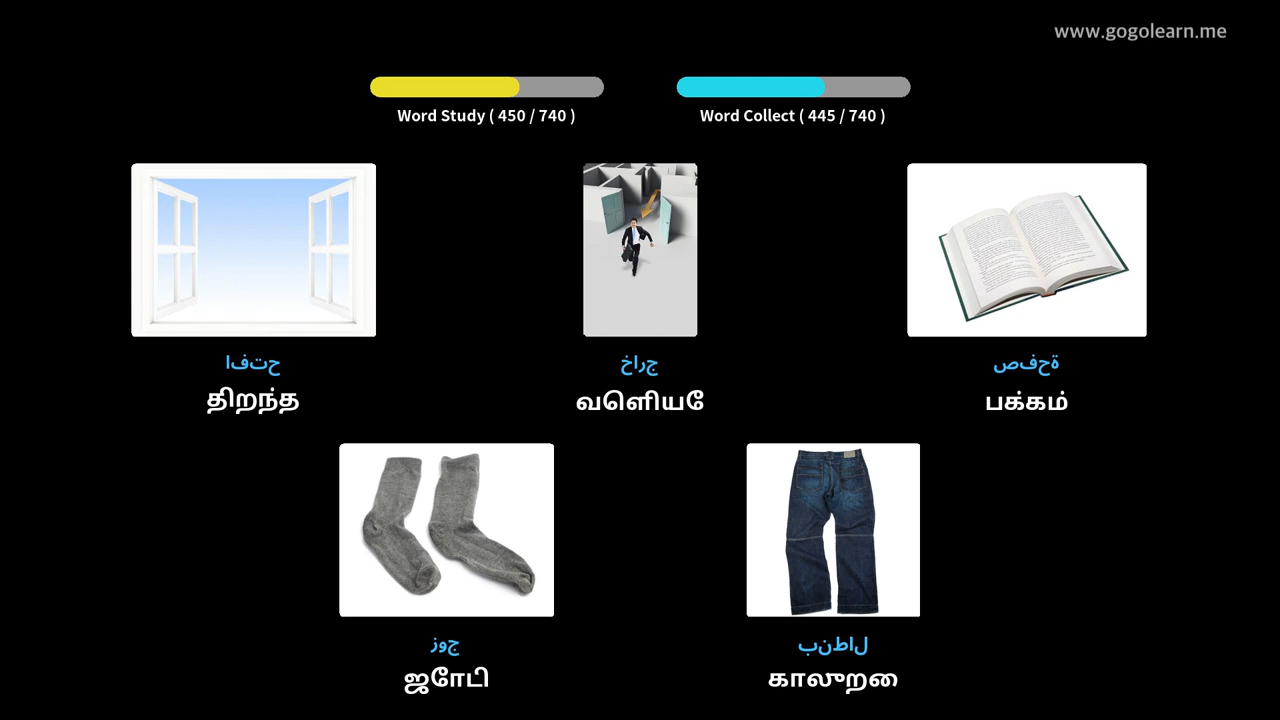 www.gogolearn.me
Word Study ( 450 / 740 )
Word Collect ( 445 / 740 )
افتح
திறந்த
خارج
வெளியே
صفحة
பக்கம்
زوج
ஜோடி
بنطال
காலுறை